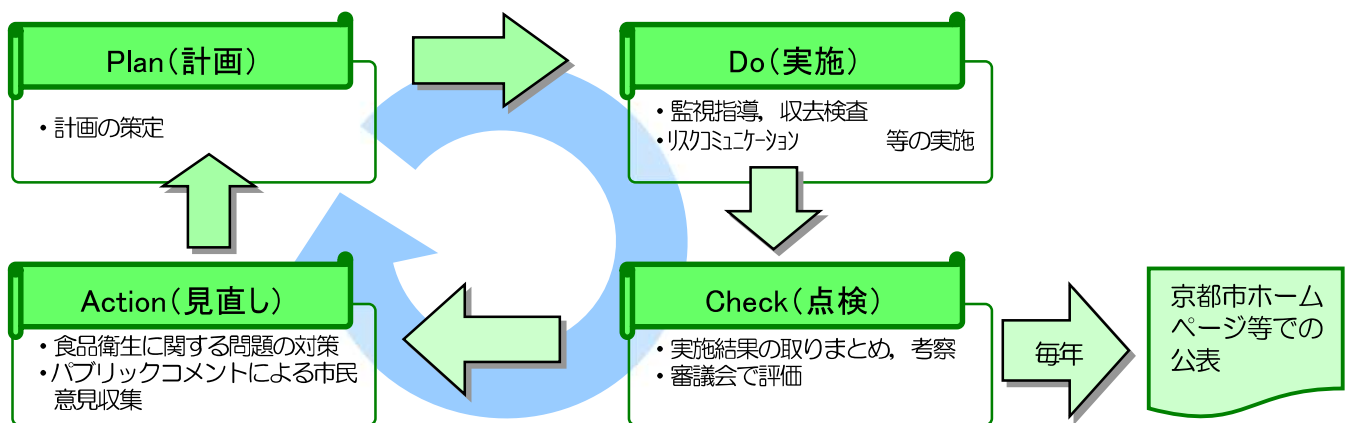 Plan(計画)
・計画の策定
Do(実施)
・監視指導，収去検査
・ﾘｽｸｺﾐｭﾆｹｰｼｮﾝ　　　等の実施
Action(見直し)
・食品衛生に関する問題の対策
・パブリックコメントによる市民
意見収集
Check(点検)
・実施結果の取りまとめ，考察
・審議会で評価
毎年
京都市ホーム
ページ等での
公表